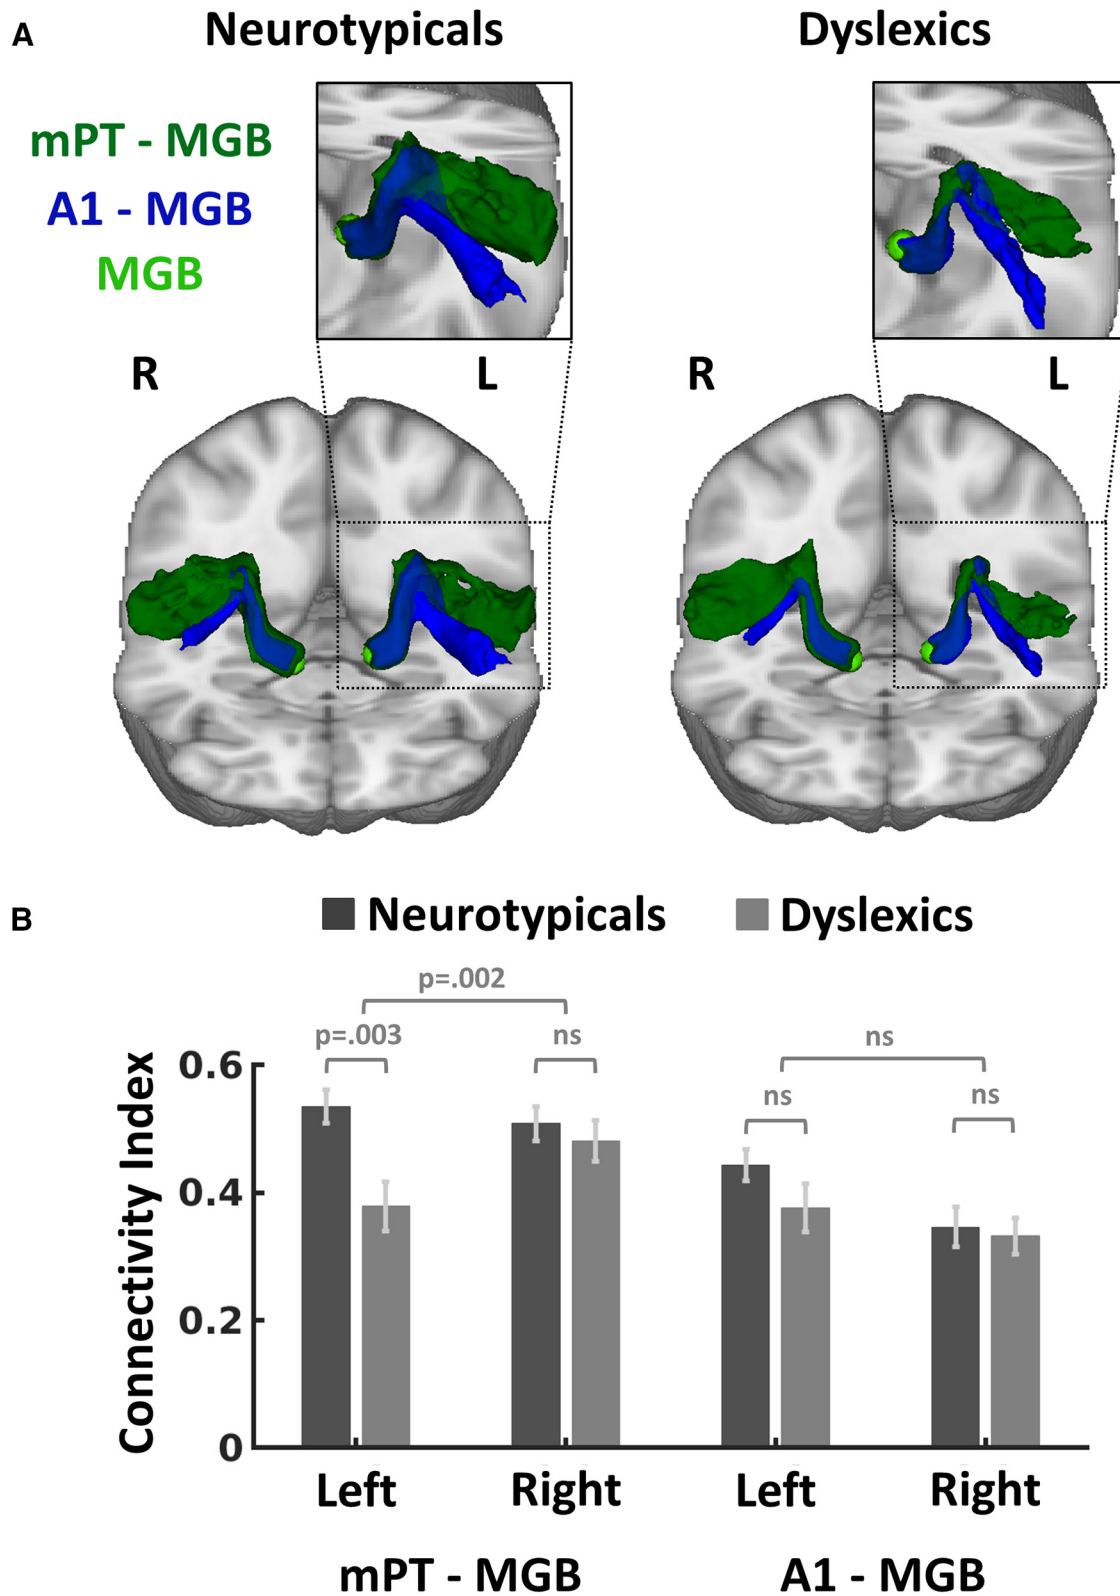 A
Neurotypicals
Dyslexics
mPT - MGB
A1 - MGB
MGB
R
L
R
L
B
Neurotypicals
Dyslexics
p=.002
p=.003
ns
ns
ns
ns
Connectivity Index
0.6
0.4
0.2
0
Left
Right
Left
Right
mPT - MGB
A1 - MGB